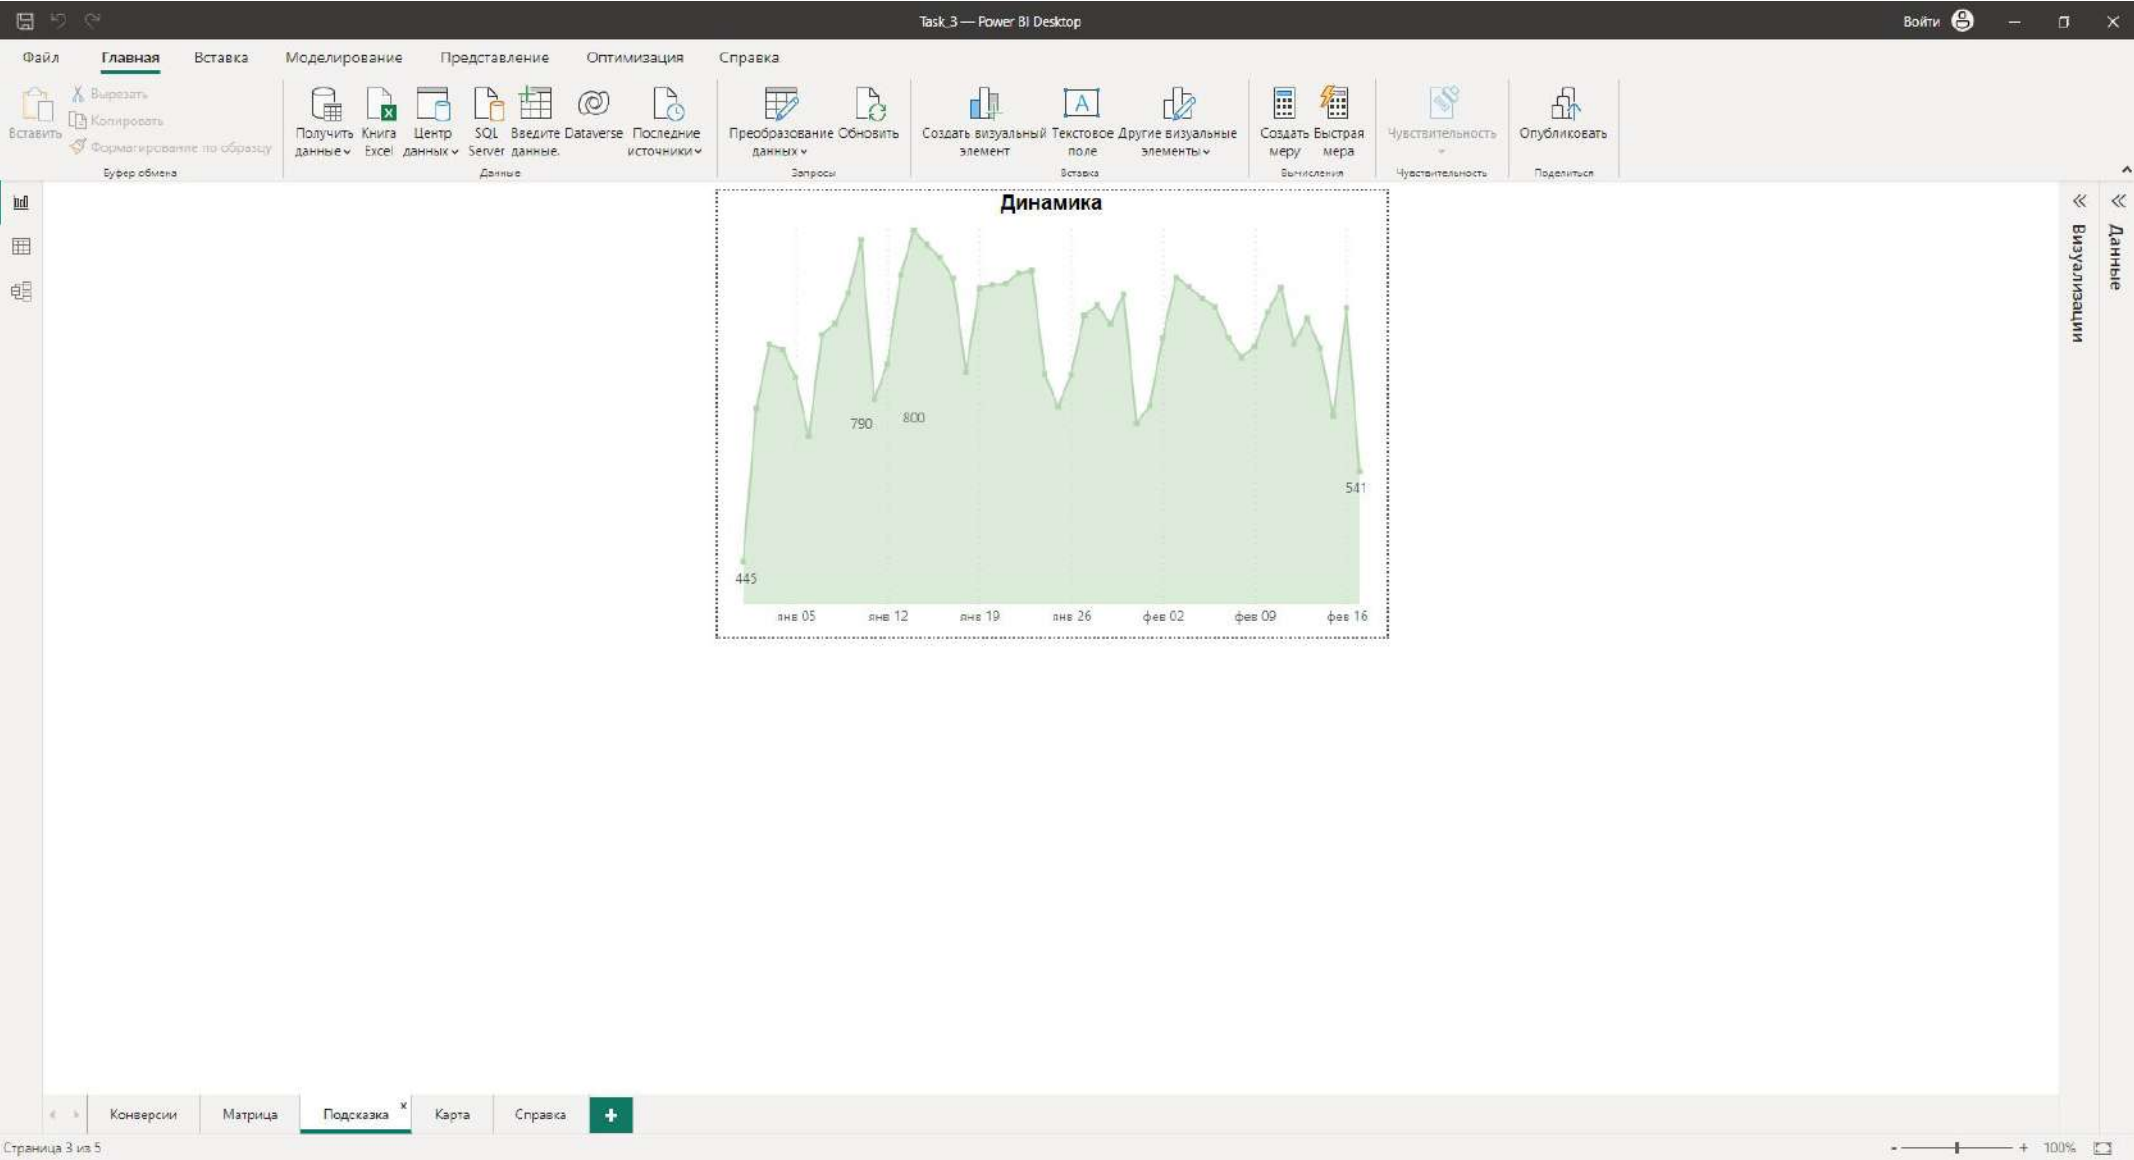 Task_3 — Power BI Desktop
Войти
Файл Главная Вставка Моделирование Представление Оптимизация Справка
Вставить
Вырезать
Копировать
Форматирование по образцу
Буфер обмена
Получить данные
Книга Excel
Центр данных
SQL Server
Введите данные.
Dataverse
Последние источники
Данные
Преобразование данных
Обновить
Запросы
Создать визуальный элемент
Текстовое поле
Другие визуальные элементы
Вставка
Создать меру
Быстрая мера
Вычисления
Чувствительность
Чувствительность
Опубликовать
Поделиться
Динамика
790
800
541
445
янв 05 янв 12 янв 19 янв 26 фев 02 фев 09 фев 16
Визуализации
Данные
Конверсии Матрица Подсказка x Карта Справка +
Страница 3 из 5
- + 100%